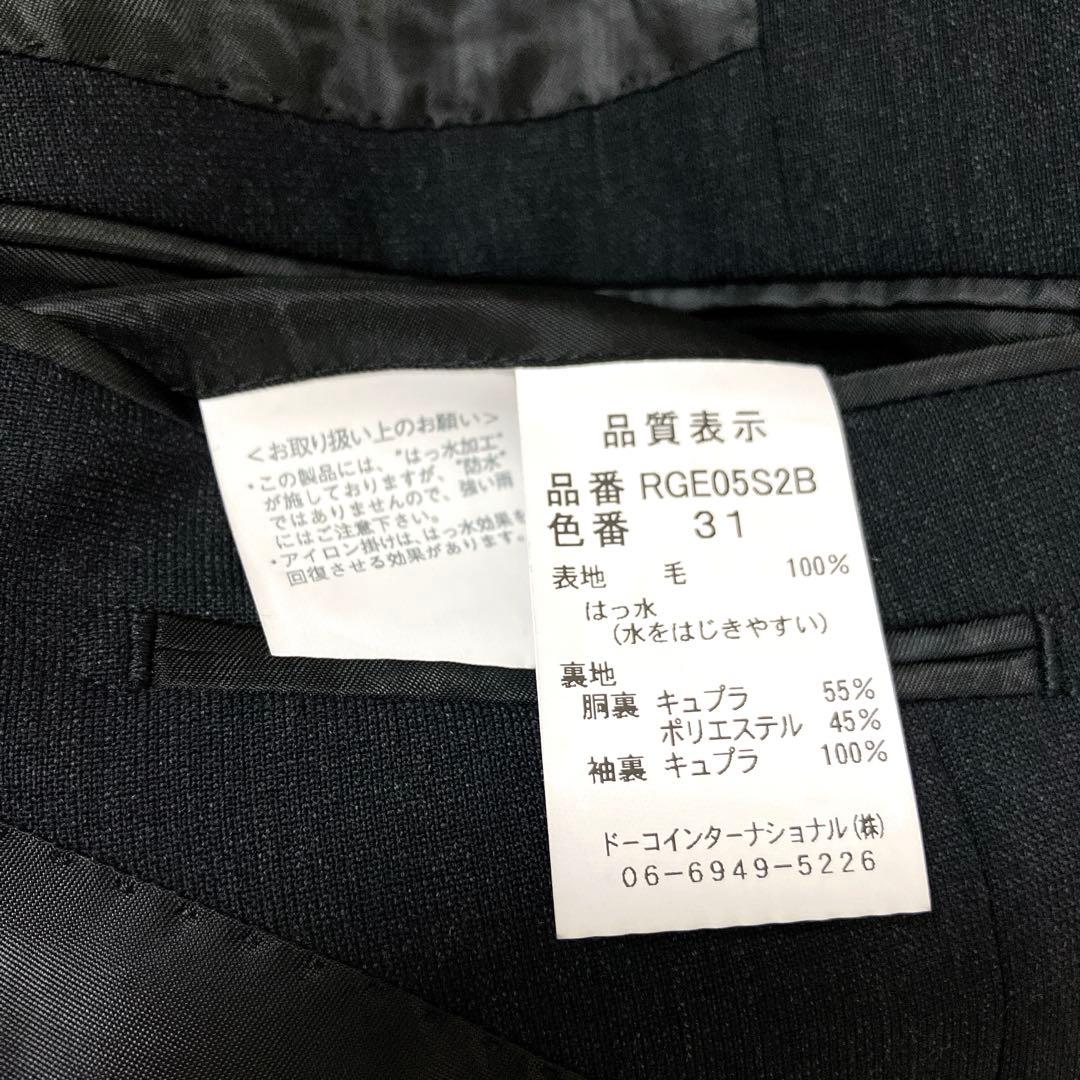 <お取り扱い上のお願い>
・この製品には、"はっ水加工"
が施しておりますが、"防水"
ではありませんので、強い雨
にはご注意下さい。
・アイロン掛けは、はっ水効果を
回復させる効果があります。
品質表示
品番 RGE05S2B
色番 31
表地 毛 100%
はっ水
(水をはじきやすい)
裏地
胴裏 キュプラ 55%
ポリエステル 45%
袖裏 キュプラ 100%
ドーコインターナショナル(株)
06-6949-5226